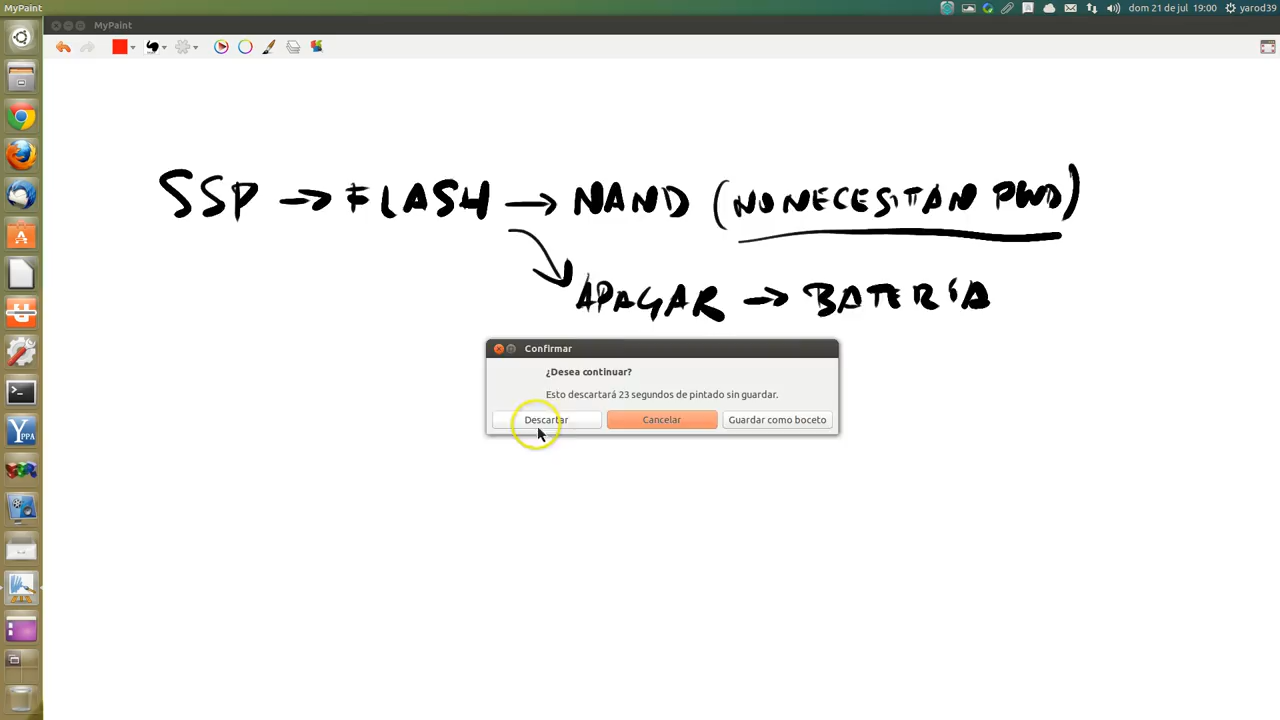 MyPaint
dom 21 de jul 19:00 yarod39
MyPaint
SSP → FLASH → NAND (NO NECESITAN PWD)
APAGAR → BATERÍA
Confirmar
¿Desea continuar?
Esto descartará 23 segundos de pintado sin guardar.
Descartar Cancelar Guardar como boceto
YPPA